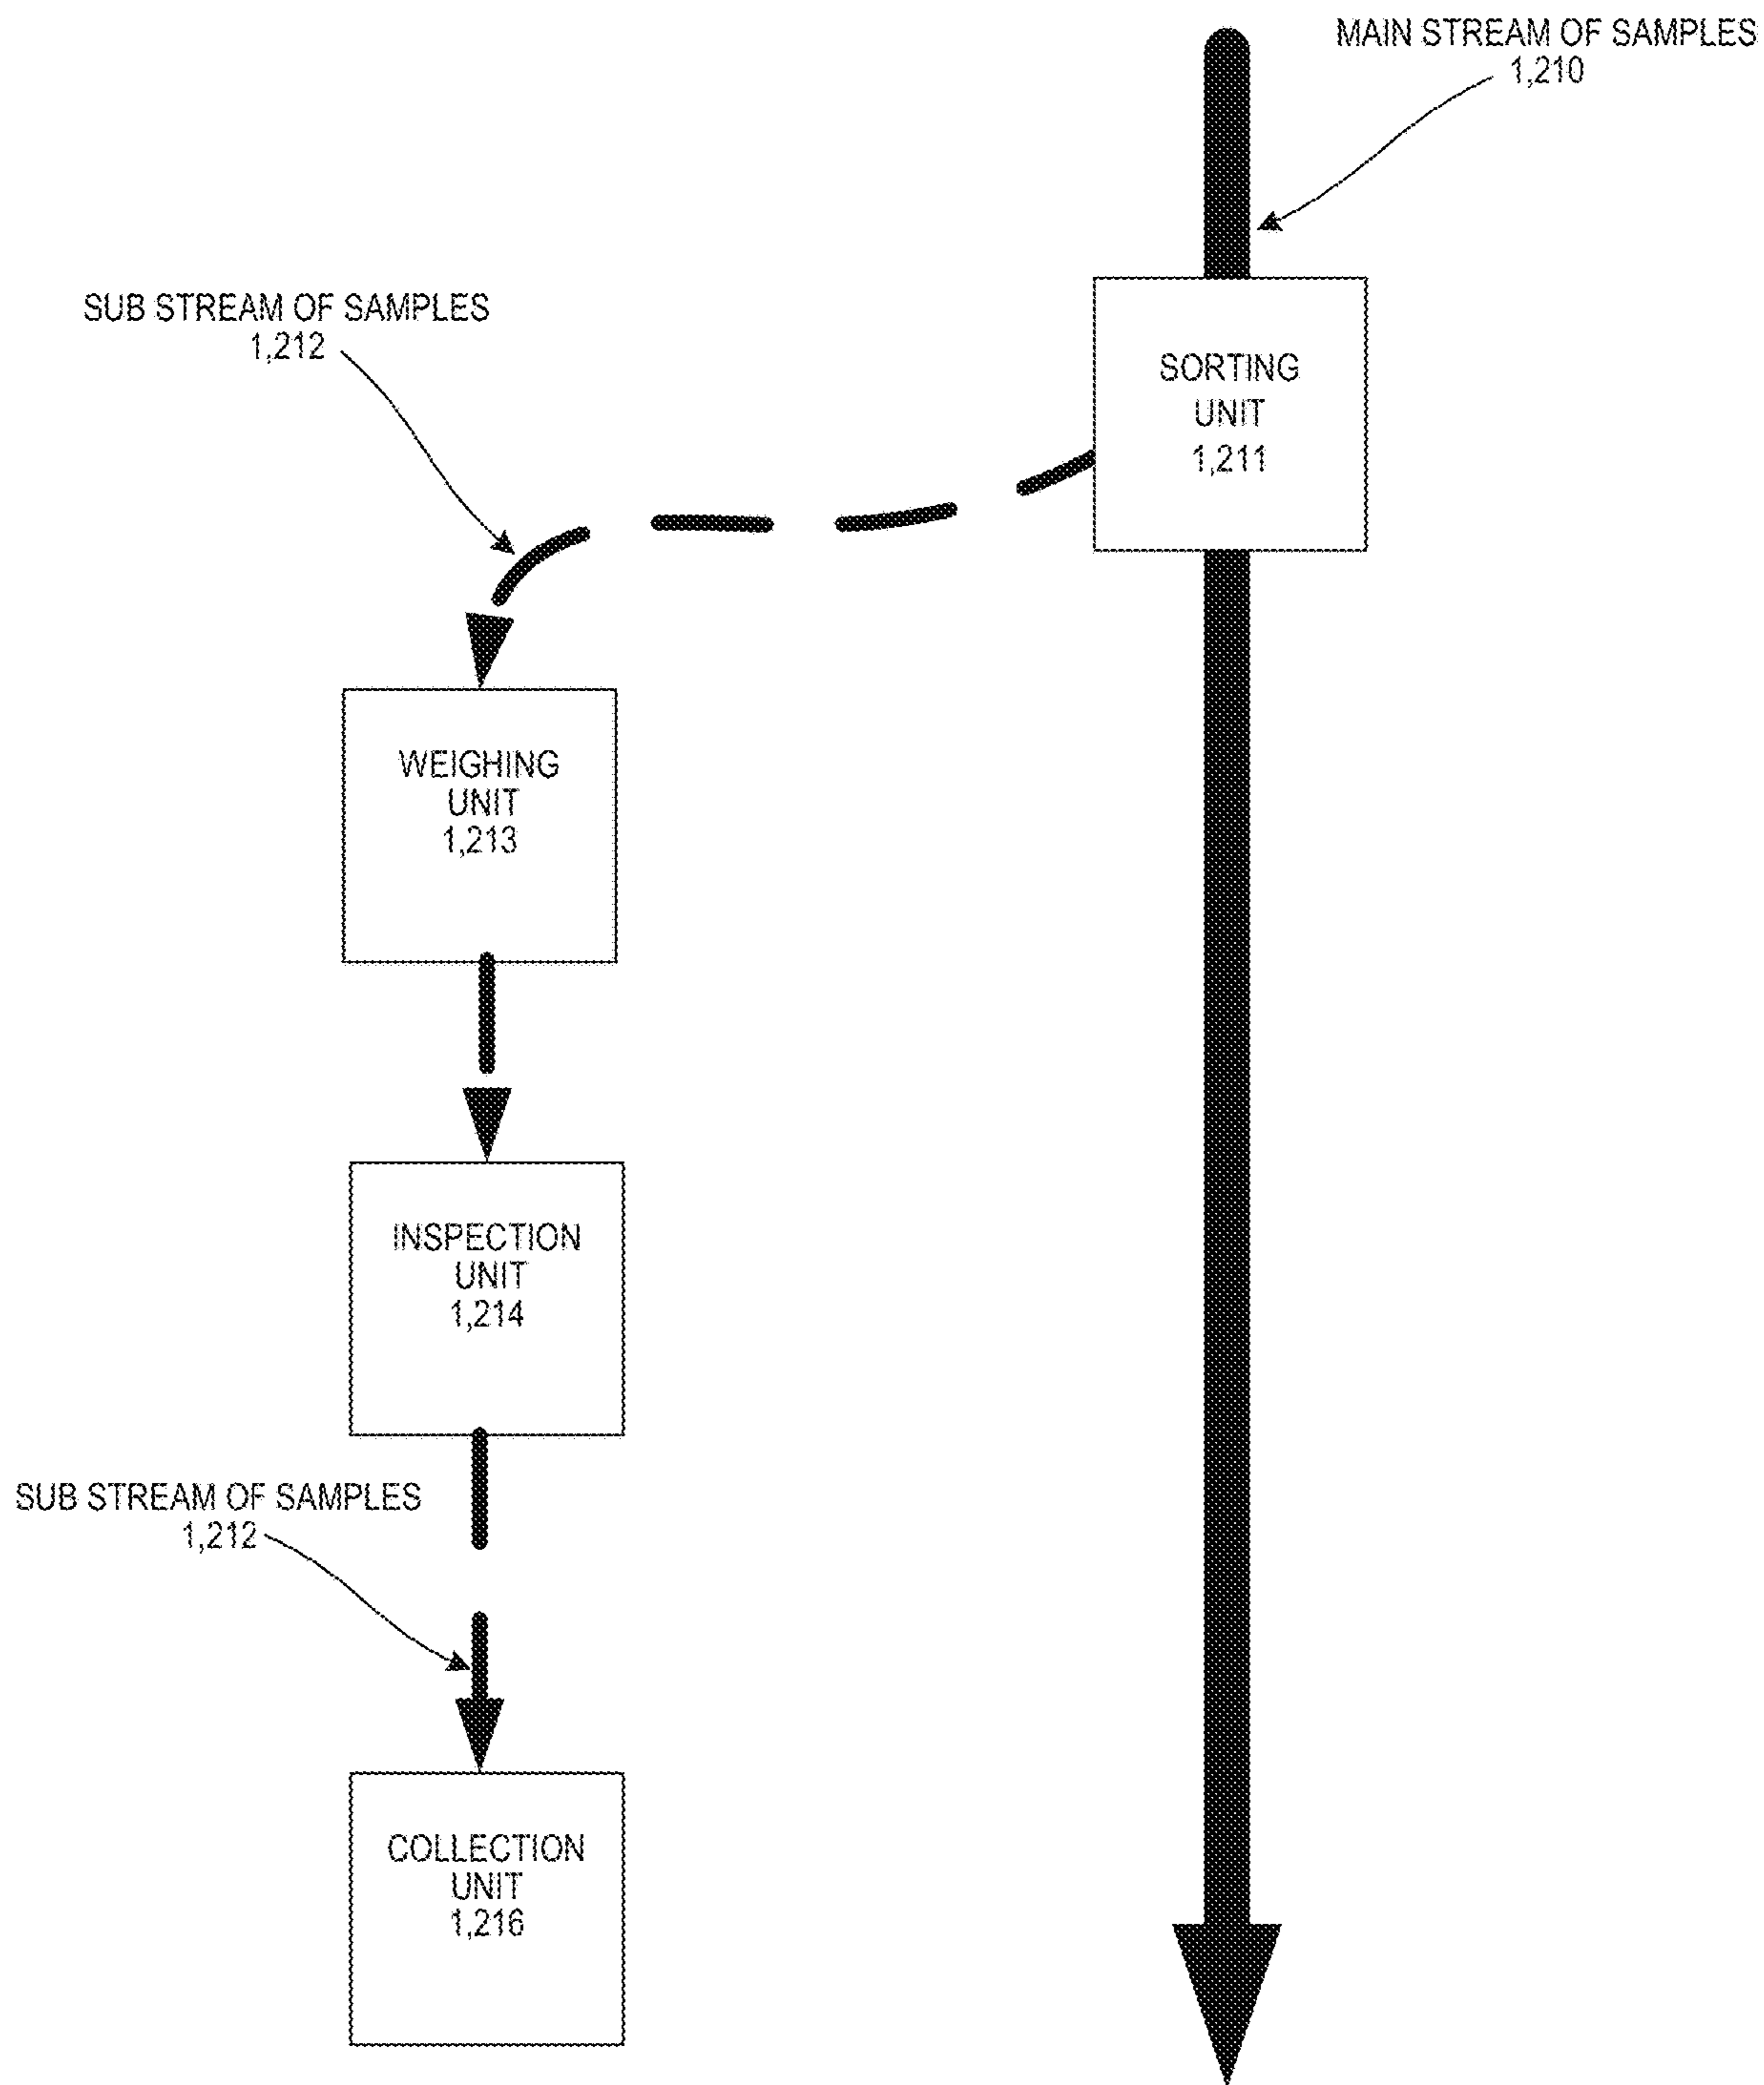 MAIN STREAM OF SAMPLES
1,210
SUB STREAM OF SAMPLES
1,212
SORTING
UNIT
1,211
WEIGHING
UNIT
1,213
INSPECTION
UNIT
1,214
SUB STREAM OF SAMPLES
1,212
COLLECTION
UNIT
1,216